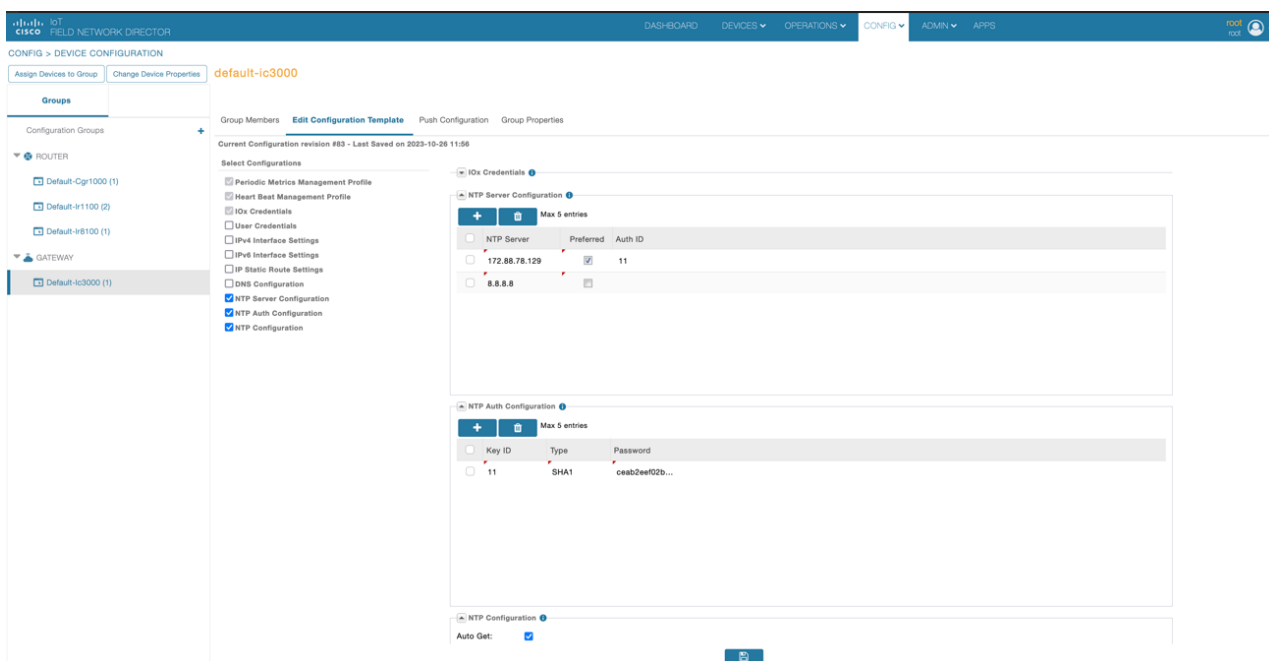 cisco IoT
FIELD NETWORK DIRECTOR
DASHBOARD DEVICES OPERATIONS CONFIG ADMIN APPS
root
root
CONFIG > DEVICE CONFIGURATION
Assign Devices to Group Change Device Properties default-ic3000
Groups
Group Members Edit Configuration Template Push Configuration Group Properties
Configuration Groups +
Current Configuration revision #83 - Last Saved on 2023-10-26 11:56
ROUTER
Default-Cgr1000 (1)
Default-Ir1100 (2)
Default-Ir8100 (1)
GATEWAY
Default-Ic3000 (1)
Select Configurations
Periodic Metrics Management Profile
Heart Beat Management Profile
IOx Credentials
User Credentials
IPv4 Interface Settings
IPv6 Interface Settings
IP Static Route Settings
DNS Configuration
NTP Server Configuration
NTP Auth Configuration
NTP Configuration
IOx Credentials
NTP Server Configuration
Max 5 entries
NTP Server Preferred Auth ID
172.88.78.129 11
8.8.8.8
NTP Auth Configuration
Max 5 entries
Key ID Type Password
11 SHA1 ceab2eef02b...
NTP Configuration
Auto Get: